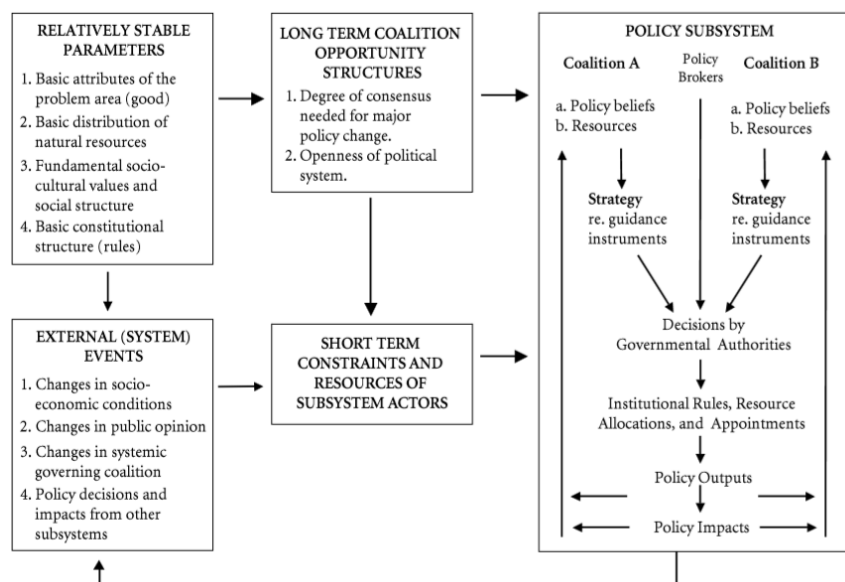 RELATIVELY STABLE
PARAMETERS
1. Basic attributes of the
problem area (good)
2. Basic distribution of
natural resources
3. Fundamental socio-
cultural values and
social structure
4. Basic constitutional
structure (rules)
LONG TERM COALITION
OPPORTUNITY
STRUCTURES
1. Degree of consensus
needed for major
policy change.
2. Openness of political
system.
POLICY SUBSYSTEM
Coalition A
Policy
Brokers
Coalition B
a. Policy beliefs
b. Resources
a. Policy beliefs
b. Resources
Strategy
re. guidance
instruments
Strategy
re. guidance
instruments
Decisions by
Governmental Authorities
Institutional Rules, Resource
Allocations, and Appointments
Policy Outputs
Policy Impacts
EXTERNAL (SYSTEM)
EVENTS
1. Changes in socio-
economic conditions
2. Changes in public opinion
3. Changes in systemic
governing coalition
4. Policy decisions and
impacts from other
subsystems
SHORT TERM
CONSTRAINTS AND
RESOURCES OF
SUBSYSTEM ACTORS